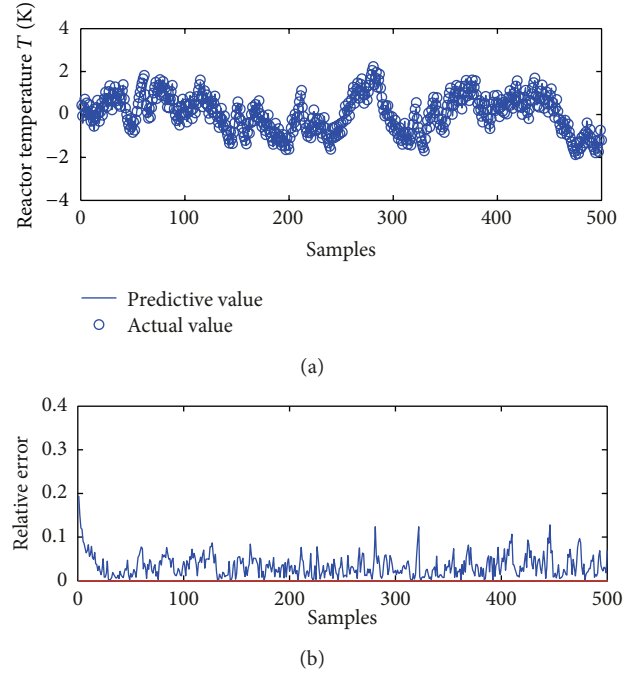 Reactor temperature T (K)
4
2
0
−2
−4
0
100
200
300
400
500
Samples
Predictive value
Actual value
(a)
Relative error
0.4
0.3
0.2
0.1
0
0
100
200
300
400
500
Samples
(b)